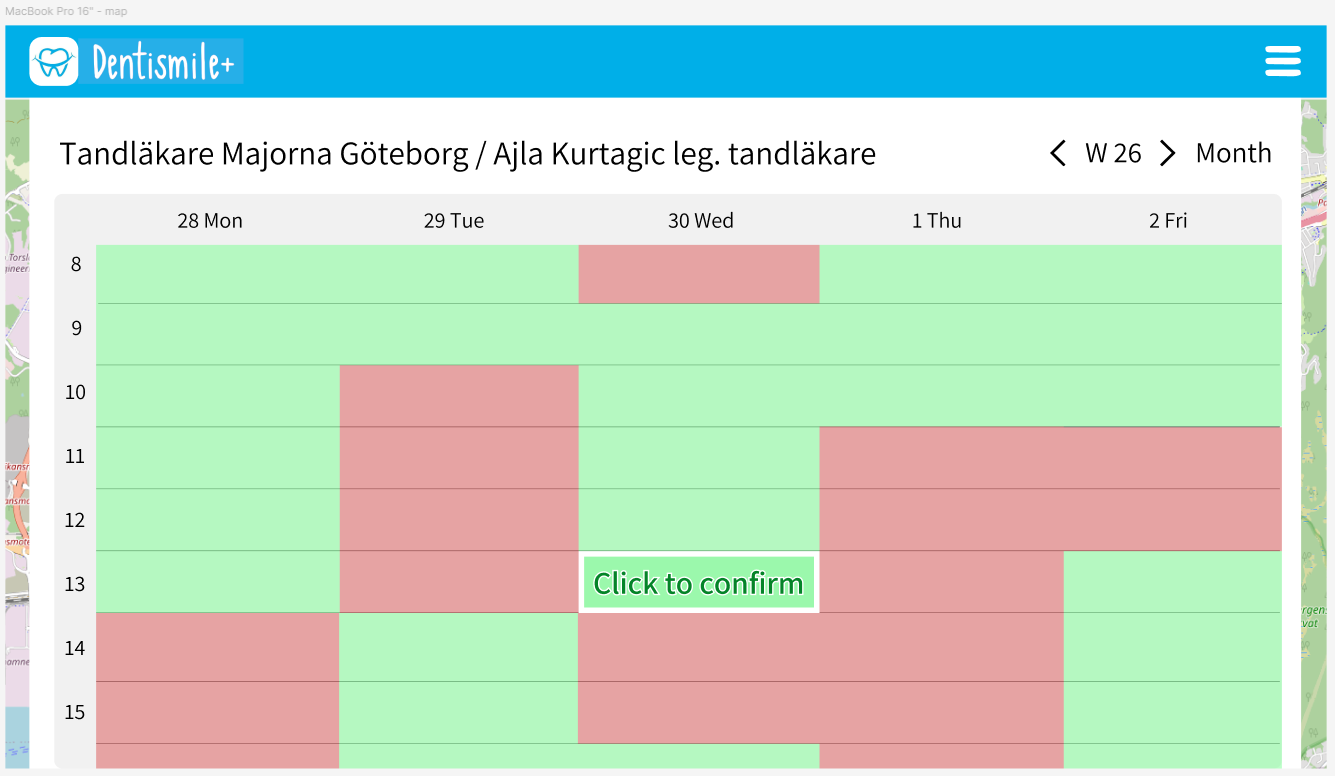 MacBook Pro 16" - map
Dentismile+
Tandläkare Majorna Göteborg / Ajla Kurtagic leg. tandläkare
W 26
Month
28 Mon
29 Tue
30 Wed
1 Thu
2 Fri
8
9
10
11
12
13
Click to confirm
14
15